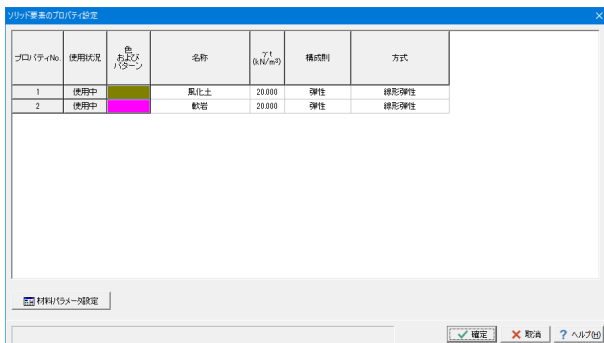 ソリッド要素のプロパティ設定
プロパティNo. 使用状況 色およびパターン 名称 γt (kN/m³) 構成則 方式
1 使用中 風化土 20.000 弾性 線形弾性
2 使用中 軟岩 20.000 弾性 線形弾性
材料パラメータ設定
確定 取消 ? ヘルプ(H)